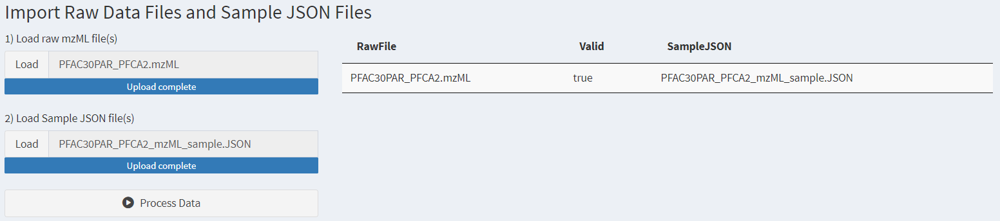 Import Raw Data Files and Sample JSON Files
1) Load raw mzML file(s)
Load PFAC30PAR_PFCA2.mzML
Upload complete
2) Load Sample JSON file(s)
Load PFAC30PAR_PFCA2_mzML_sample.JSON
Upload complete
Process Data
RawFile Valid SampleJSON
PFAC30PAR_PFCA2.mzML true PFAC30PAR_PFCA2_mzML_sample.JSON